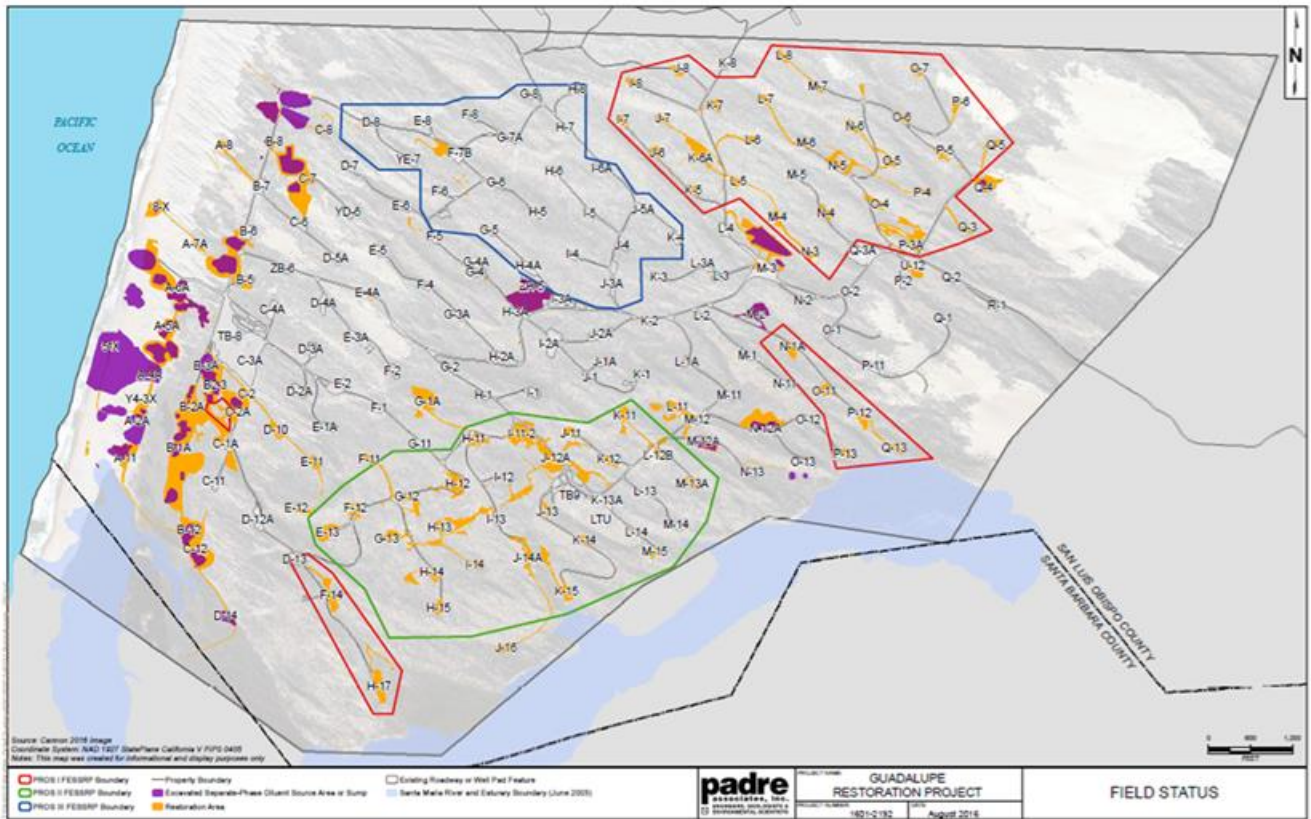 N
PACIFIC
OCEAN
L-8
K-8
J-8
O-7
I-8
M-7
H-8
G-8
L-7
P-6
K-7
F-8
E-8
D-8
C-8
I-7
J-7
N-6
O-6
H-7
G-7A
B-8
A-8
M-6
L-6
Q-5
J-6
K-6A
F-7B
YE-7
P-5
O-5
N-5
D-7
C-7
B-7
I-6A
H-6
M-5
L-5
G-6
F-6
K-5
P-4
Q-4
E-6
YD-6
J-5A
I-5
H-5
O-4
N-4
M-4
8-X
C-6
B-6
L-4
Q-3
G-5
F-5
K-4
J-4
A-7A
E-5
D-5A
P-3A
Q-3A
N-3
I-4
H-4A
G-4A
G-4
L-3A
M-3
U-12
ZB-6
B-5
K-3
L-3
P-2
Q-2
J-3A
F-4
E-4A
O-2
N-2
I-3A
D-4A
C-4A
A-5A
R-1
H-3A
G-3A
L-2
K-2
Q-1
J-2A
O-1
TB-8
E-3A
I-2A
D-3A
N-1A
C-3A
H-2A
M-1
L-1A
J-1A
P-11
B-3A
G-2
F-2
K-1
J-1
N-11
E-2
D-2A
C-2
O-11
M-11
I-1
H-1
Y4-3X
B-2A
C-2A
G-1A
F-1
L-11
K-11
P-12
A-2A
E-1A
D-10
M-12
O-12
N-12A
I-11-2
J-11
H-11
G-11
C-1A
B-1A
M-12A
Q-13
P-13
L-12B
K-12
J-12A
F-11
E-11
A-11
O-13
N-13
C-11
I-12
H-12
G-12
M-13A
L-13
TB9
K-13A
F-12
E-12
D-12A
J-13
I-13
H-13
LTU
M-14
L-14
B-12
C-12
E-13
G-13
K-14
M-15
D-13
J-14A
I-14
H-14
F-14
K-15
H-15
J-16
H-17
SAN LUIS OBISPO COUNTY
SANTA BARBARA COUNTY
Source: Cannon 2016 Image
Coordinate System: NAD 1927 StatePlane California V FIPS 0405
Notes: This map was created for informational and display purposes only
0 600 1,200
FEET
PROS I FESSRP Boundary
PROS II FESSRP Boundary
PROS III FESSRP Boundary
Property Boundary
Excavated Separate-Phase Diluent Source Area or Sump
Restoration Area
Existing Roadway or Well Pad Feature
Santa Maria River and Estuary Boundary (June 2005)
padre
associates, inc.
ENGINEERS, GEOLOGISTS &
ENVIRONMENTAL SCIENTISTS
PROJECT NAME:
GUADALUPE
RESTORATION PROJECT
PROJECT NUMBER:
1601-2192
DATE:
August 2016
FIELD STATUS